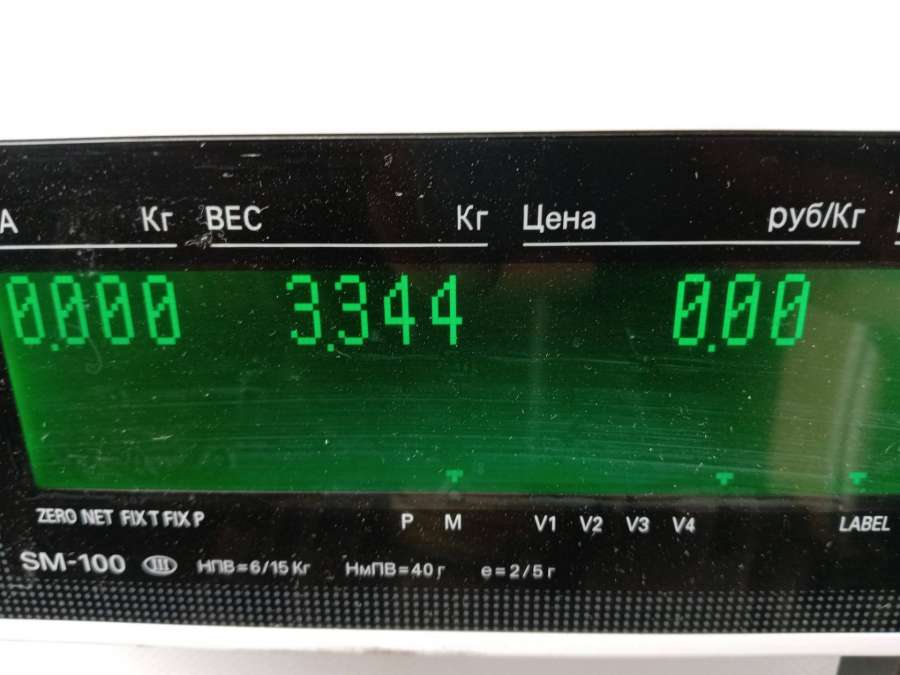 А Кг ВЕС Кг Цена руб/Кг
0.000 3.344 0.00
ZERO NET FIX T FIX P P M V1 V2 V3 V4 LABEL
SM-100 III НПВ=6/15 Кг НмПВ=40 г e=2/5 г